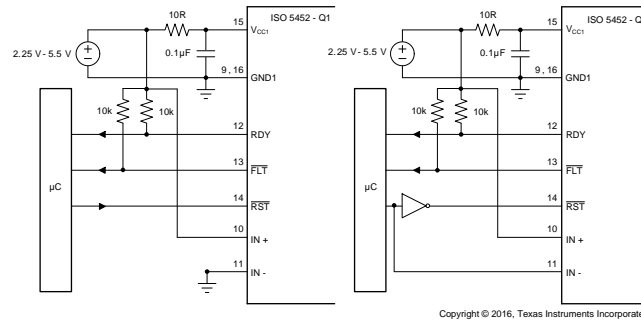 10R
15
ISO 5452 - Q1
VCC1
2.25 V - 5.5 V
0.1µF
9 , 16
GND1
10k
10k
12
RDY
13
FLT
µC
14
RST
10
IN +
11
IN -
10R
15
ISO 5452 - Q
VCC1
2.25 V - 5.5 V
0.1µF
9 , 16
GND1
10k
10k
12
RDY
13
FLT
µC
14
RST
10
IN +
11
IN -
Copyright © 2016, Texas Instruments Incorporate